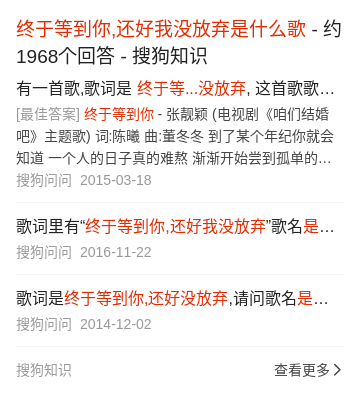 终于等到你,还好我没放弃是什么歌 - 约
1968个回答 - 搜狗知识
有一首歌,歌词是 终于等...没放弃, 这首歌歌…
[最佳答案] 终于等到你 - 张靓颖 (电视剧《咱们结婚
吧》主题歌) 词:陈曦 曲:董冬冬 到了某个年纪你就会
知道 一个人的日子真的难熬 渐渐开始尝到孤单的…
搜狗问问 2015-03-18
歌词里有“终于等到你,还好我没放弃”歌名是…
搜狗问问 2016-11-22
歌词是终于等到你,还好没放弃,请问歌名是…
搜狗问问 2014-12-02
搜狗知识 查看更多